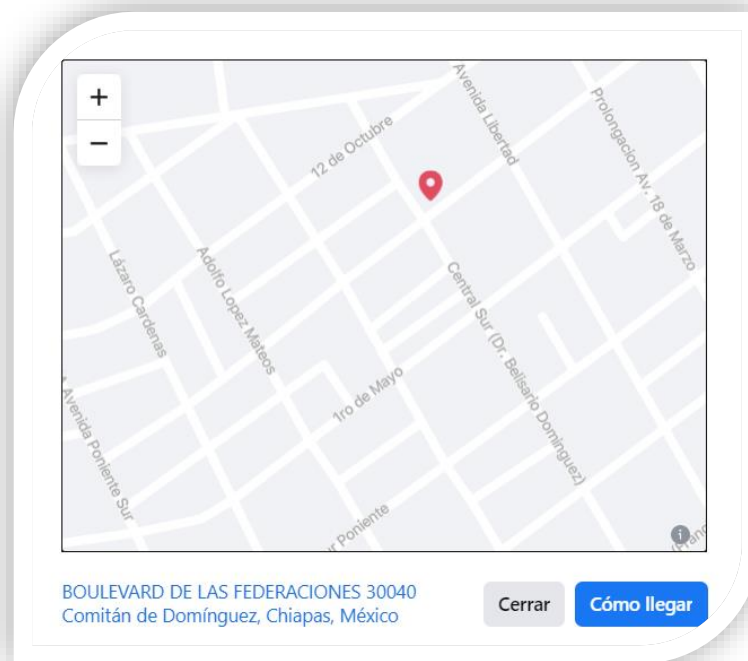 +
−
12 de Octubre
Avenida Libertad
Prolongacion Av. 18 de Marzo
Lázaro Cardenas
Adolfo Lopez Mateos
Central Sur (Dr. Belisario Dominguez)
1ro de Mayo
Avenida Poniente Sur
Poniente
i
BOULEVARD DE LAS FEDERACIONES 30040
Comitán de Domínguez, Chiapas, México
Cerrar
Cómo llegar